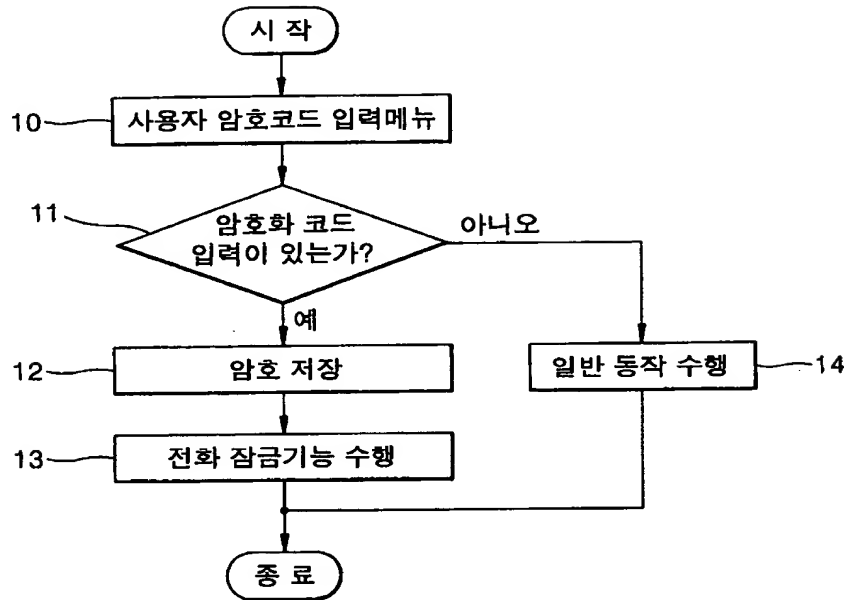 시 작
10
사용자 암호코드 입력메뉴
11
암호화 코드
입력이 있는가?
아니오
예
12
암호 저장
일반 동작 수행
14
13
전화 잠금기능 수행
종 료